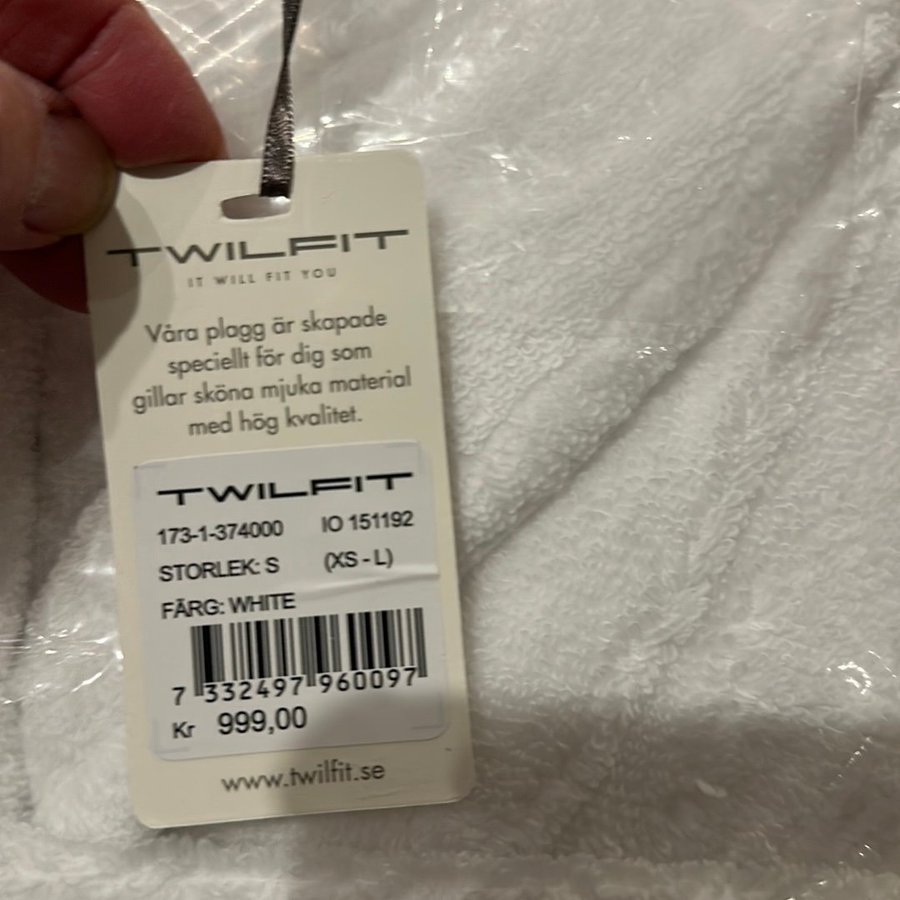 TWILFIT
IT WILL FIT YOU
Våra plagg är skapade
speciellt för dig som
gillar sköna mjuka material
med hög kvalitet.
TWILFIT
173-1-374000 IO 151192
STORLEK: S (XS - L)
FÄRG: WHITE
7 332497 960097
Kr 999,00
www.twilfit.se